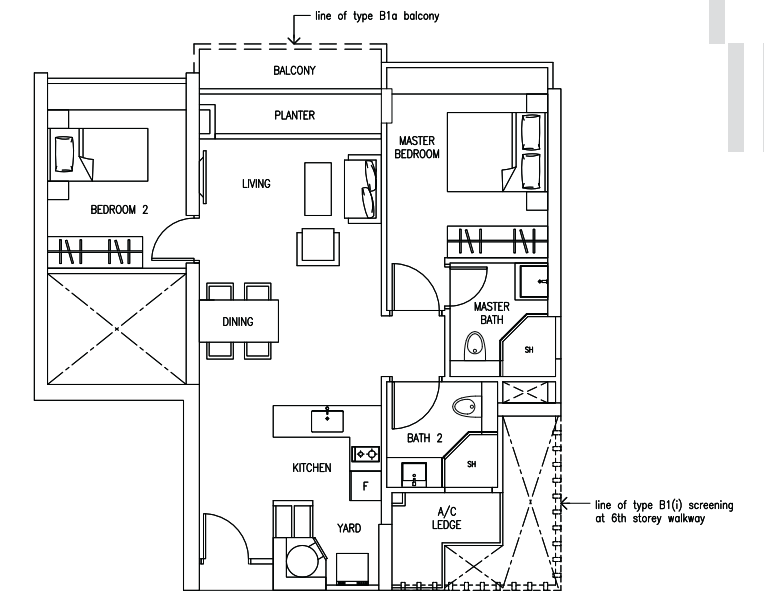 line of type B1a balcony
BALCONY
PLANTER
MASTER
BEDROOM
LIVING
BEDROOM 2
MASTER
BATH
DINING
SH
BATH 2
KITCHEN
SH
F
A/C
LEDGE
YARD
line of type B1(i) screening
at 6th storey walkway